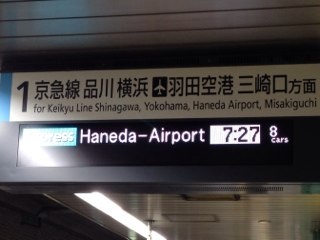 1 京急線 品川 横浜 羽田空港 三崎口方面
for Keikyu Line Shinagawa, Yokohama, Haneda Airport, Misakiguchi
Haneda-Airport 7:27 8 cars